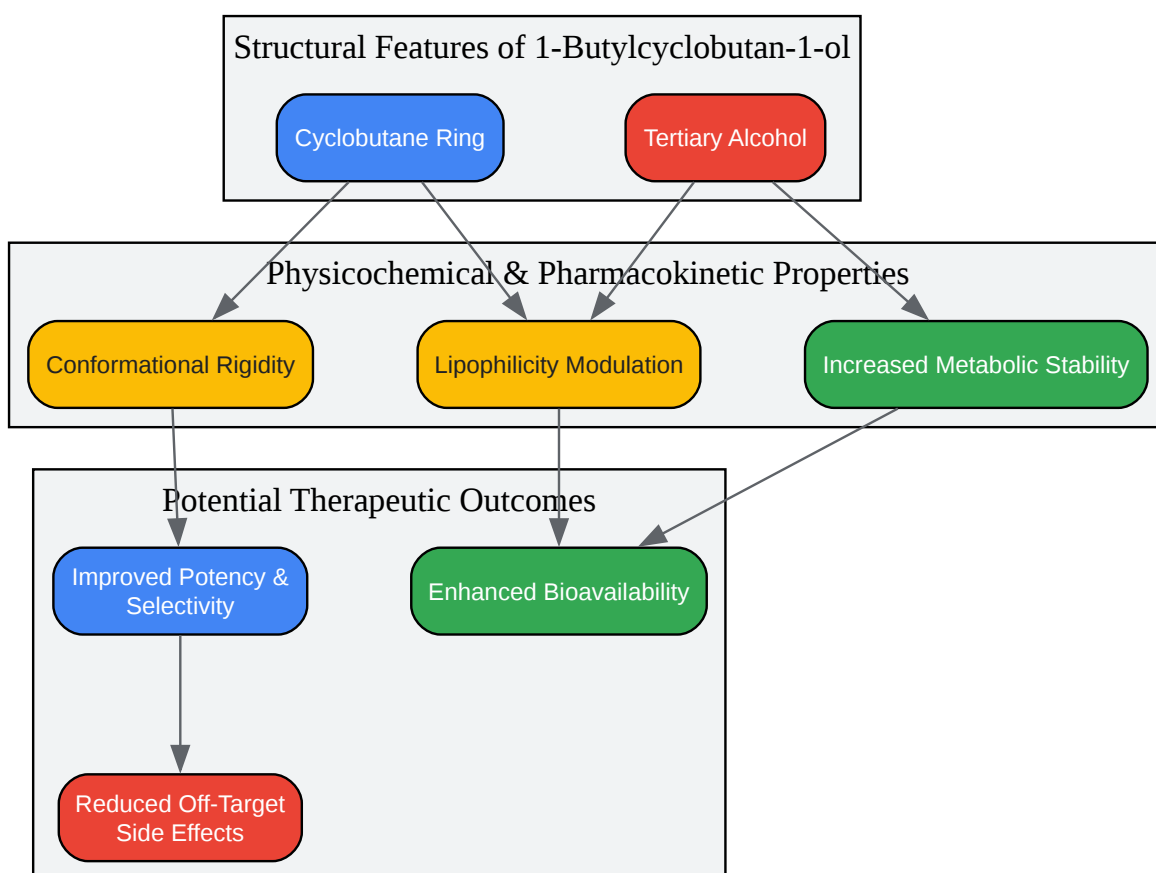 Structural Features of 1-Butylcyclobutan-1-ol
Cyclobutane Ring
Tertiary Alcohol
Physicochemical & Pharmacokinetic Properties
Conformational Rigidity
Lipophilicity Modulation
Increased Metabolic Stability
Potential Therapeutic Outcomes
Improved Potency &
Selectivity
Enhanced Bioavailability
Reduced Off-Target
Side Effects